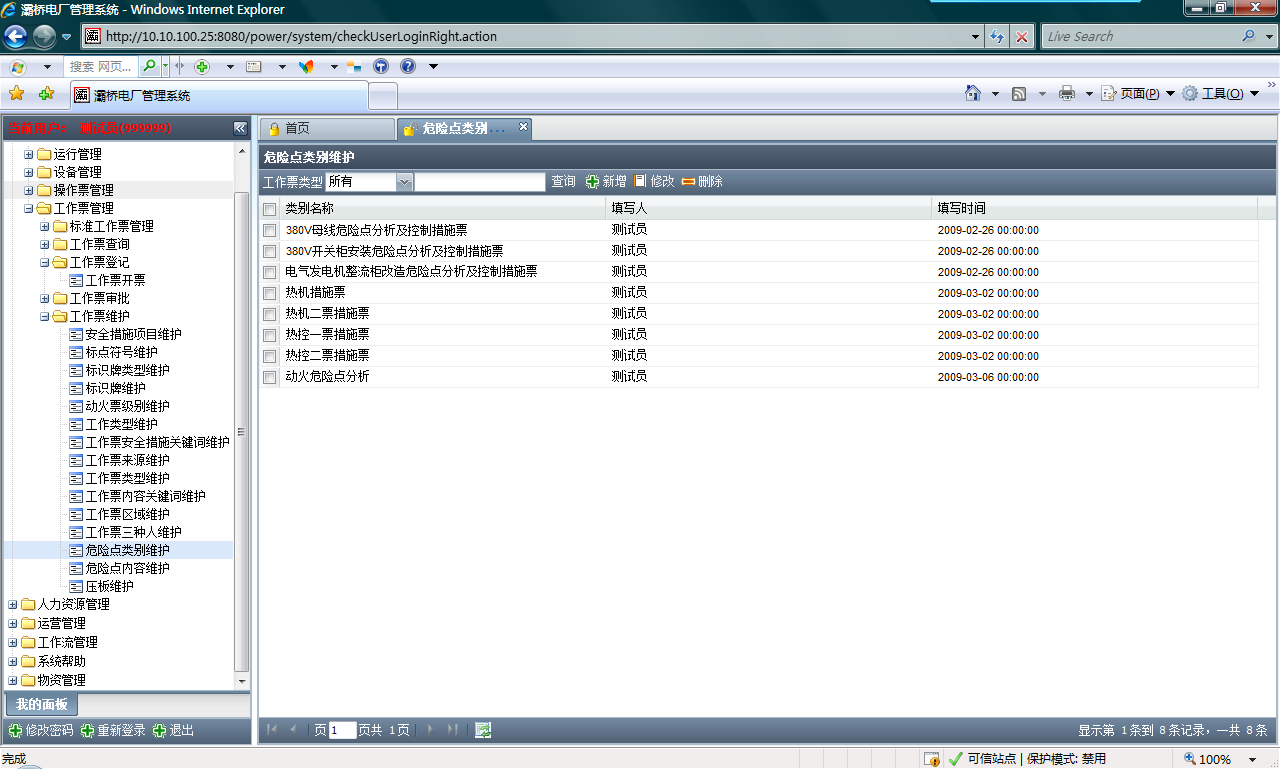 灞桥电厂管理系统 - Windows Internet Explorer
http://10.10.100.25:8080/power/system/checkUserLoginRight.action
Live Search
搜索 网页...
灞桥电厂管理系统
页面(P)
工具(O)
当前用户： 测试员(999999)
首页
危险点类别...
危险点类别维护
工作票类型 所有 查询 新增 修改 删除
类别名称 填写人 填写时间
380V母线危险点分析及控制措施票 测试员 2009-02-26 00:00:00
380V开关柜安装危险点分析及控制措施票 测试员 2009-02-26 00:00:00
电气发电机整流柜改造危险点分析及控制措施票 测试员 2009-02-26 00:00:00
热机措施票 测试员 2009-03-02 00:00:00
热机二票措施票 测试员 2009-03-02 00:00:00
热控一票措施票 测试员 2009-03-02 00:00:00
热控二票措施票 测试员 2009-03-02 00:00:00
动火危险点分析 测试员 2009-03-06 00:00:00
运行管理
设备管理
操作票管理
工作票管理
标准工作票管理
工作票查询
工作票登记
工作票开票
工作票审批
工作票维护
安全措施项目维护
标点符号维护
标识牌类型维护
标识牌维护
动火票级别维护
工作类型维护
工作票安全措施关键词维护
工作票来源维护
工作票类型维护
工作票内容关键词维护
工作票区域维护
工作票三种人维护
危险点类别维护
危险点内容维护
压板维护
人力资源管理
运营管理
工作流管理
系统帮助
物资管理
我的面板
修改密码 重新登录 退出
页 1 页共 1 页
显示第 1条到 8条记录，一共 8条
完成
可信站点 | 保护模式: 禁用
100%